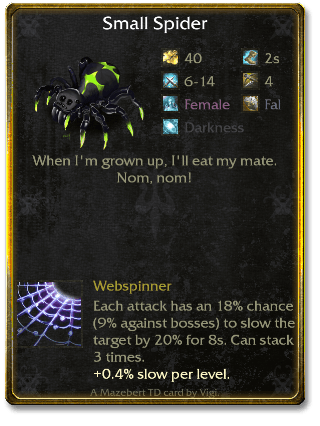 Small Spider
40 2s
6-14 4
Female Fal
Darkness
When I'm grown up, I'll eat my mate.
Nom, nom!
Webspinner
Each attack has an 18% chance
(9% against bosses) to slow the
target by 20% for 8s. Can stack
3 times.
+0.4% slow per level.
A Mazebert TD card by Vigi.